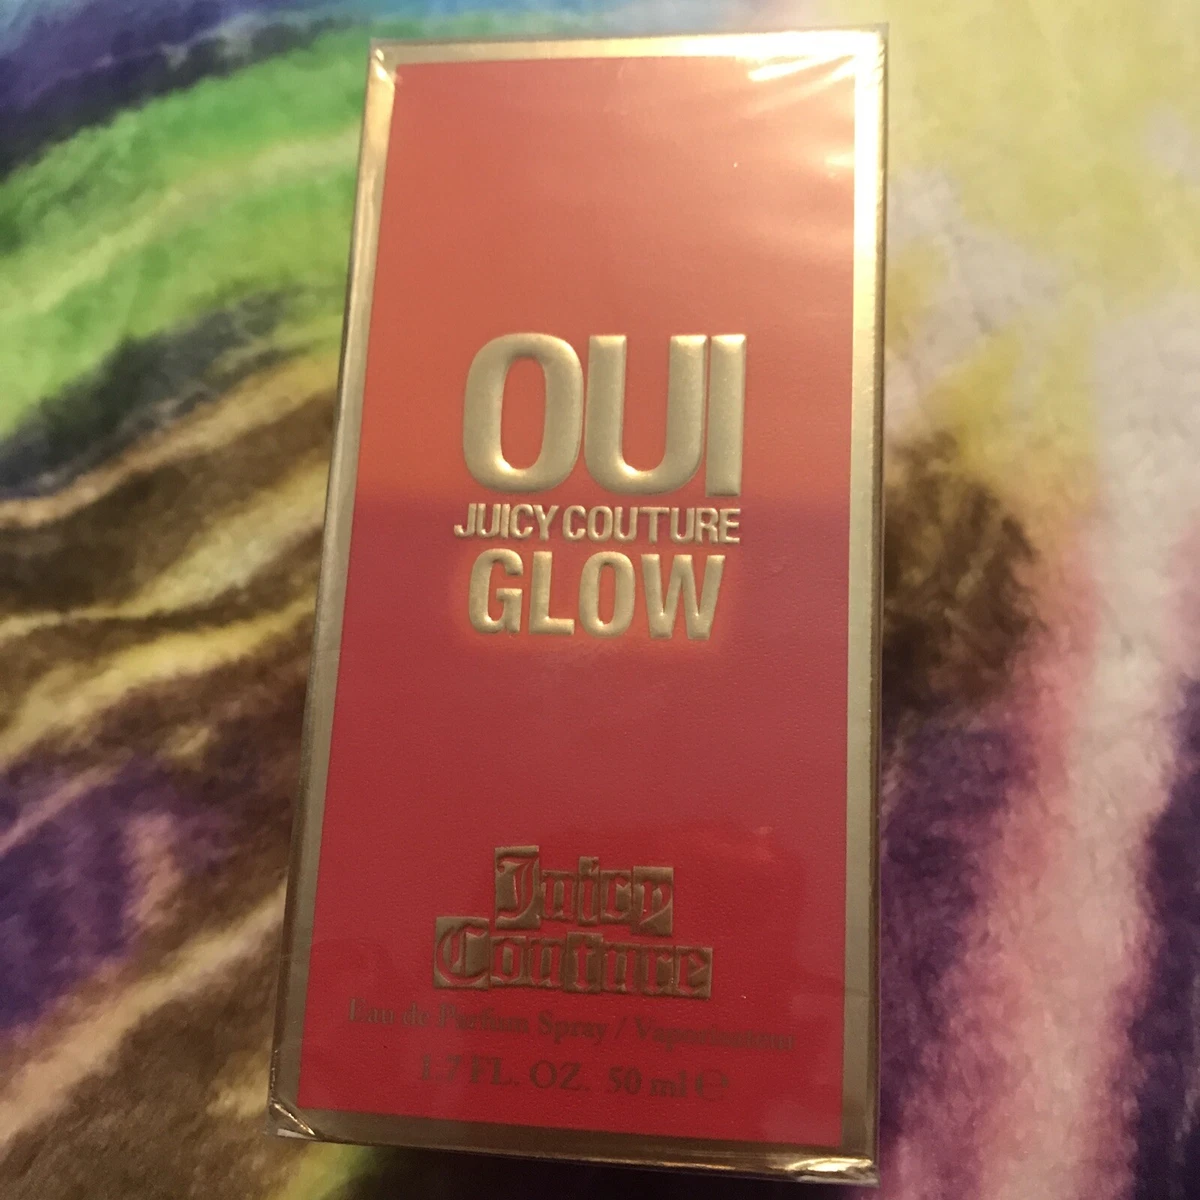 OUI
JUICY COUTURE
GLOW
Juicy
Couture
Eau de Parfum Spray / Vaporisateur
1.7 FL. OZ. 50 ml ℮